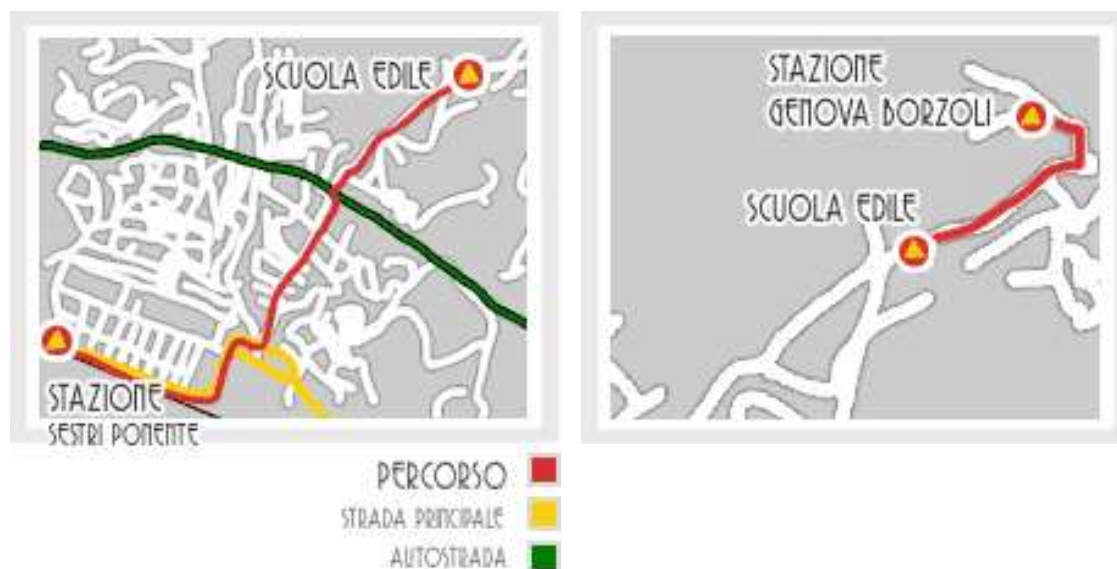 SCUOLA EDILE
STAZIONE
SESTRI PONENTE
STAZIONE
GENOVA BORZOLI
SCUOLA EDILE
PERCORSO
STRADA PRINCIPALE
AUTOSTRADA